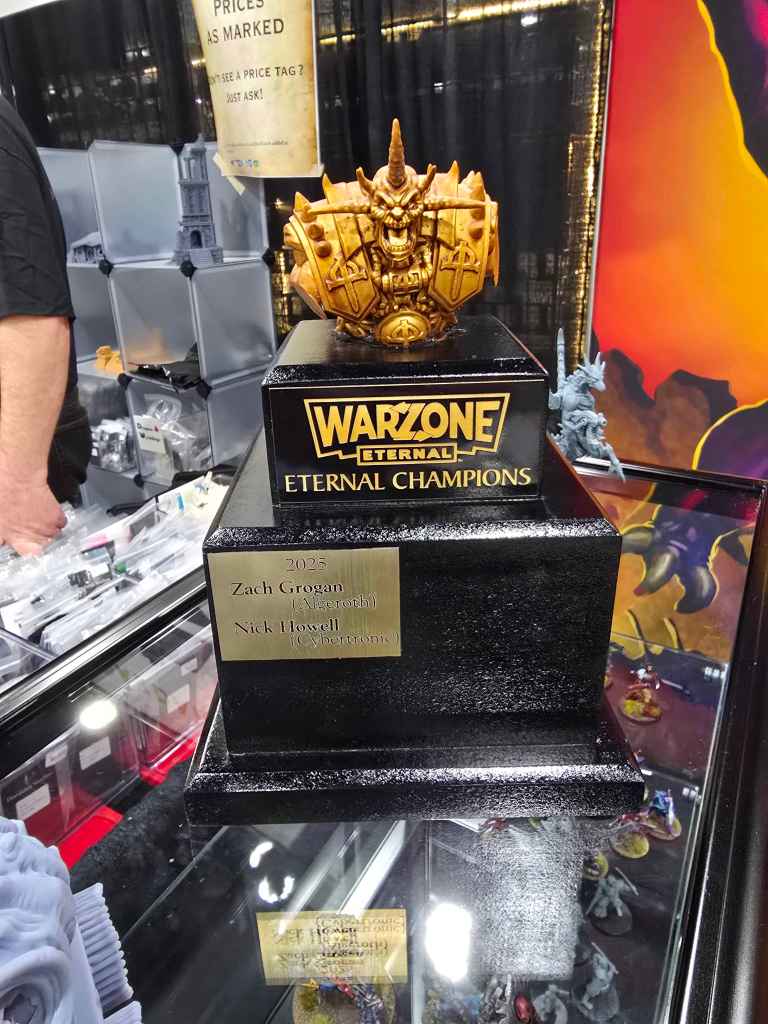 PRICES
AS MARKED
SEE A PRICE TAG?
JUST ASK!
WARZONE
ETERNAL
ETERNAL CHAMPIONS
2025
Zach Grogan
(Algeroth)
Nick Howell
(Cybertronic)